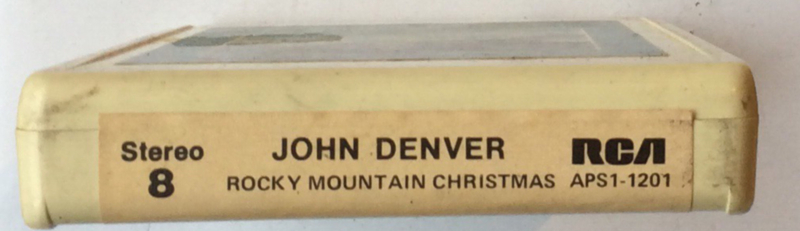 Stereo JOHN DENVER RCA
8 ROCKY MOUNTAIN CHRISTMAS APS1-1201